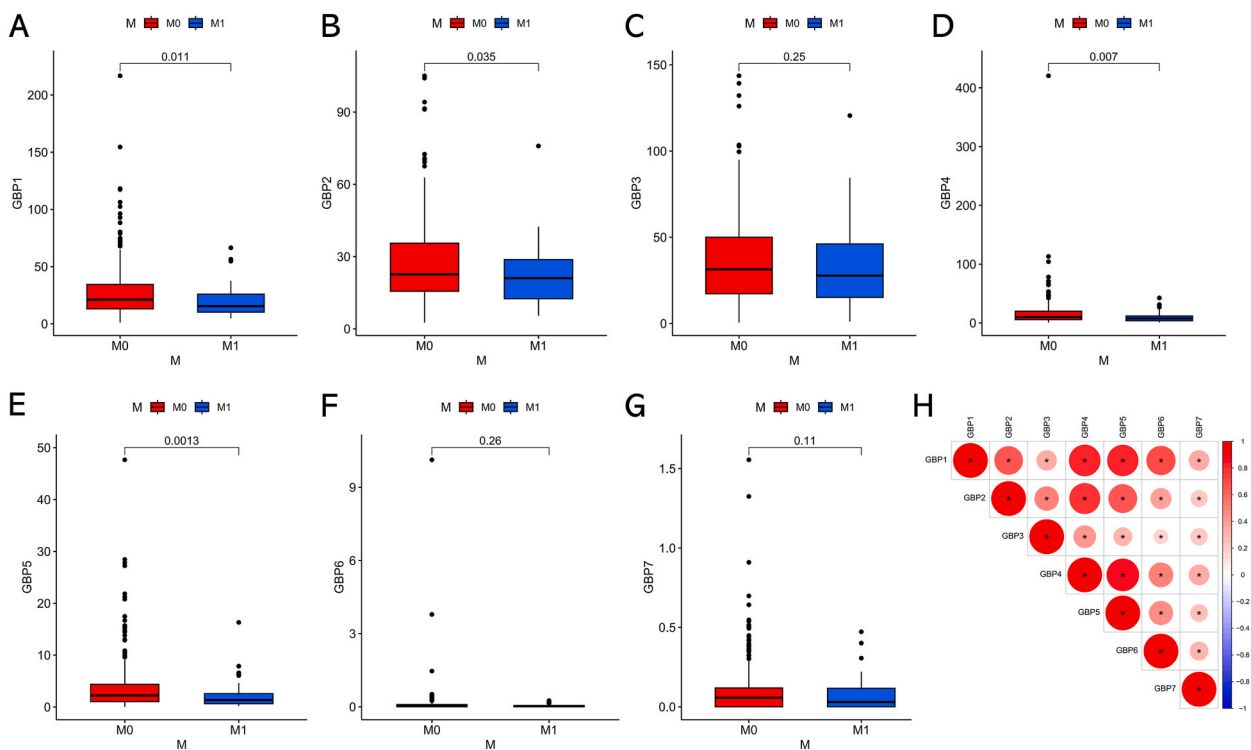 A
M M0 M1
0.011
200
150
100
50
0
GBP1
M0 M1
M
B
M M0 M1
0.035
90
60
30
0
GBP2
M0 M1
M
C
M M0 M1
0.25
150
100
50
0
GBP3
M0 M1
M
D
M M0 M1
0.007
400
300
200
100
0
GBP4
M0 M1
M
E
M M0 M1
0.0013
50
40
30
20
10
0
GBP5
M0 M1
M
F
M M0 M1
0.26
9
6
3
0
GBP6
M0 M1
M
G
M M0 M1
0.11
1.5
1.0
0.5
0.0
GBP7
M0 M1
M
H
GBP1 GBP2 GBP3 GBP4 GBP5 GBP6 GBP7
GBP1 * * * * * * *
GBP2 * * * * * *
GBP3 * * * * *
GBP4 * * * *
GBP5 * * *
GBP6 * *
GBP7 *
1
0.8
0.6
0.4
0.2
0
−0.2
−0.4
−0.6
−0.8
−1